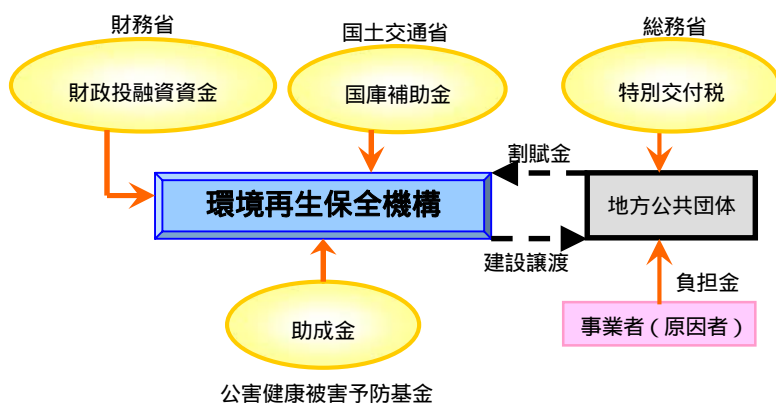 財務省
国土交通省
総務省
財政投融資資金
国庫補助金
特別交付税
割賦金
環境再生保全機構
地方公共団体
建設譲渡
負担金
助成金
事業者（原因者）
公害健康被害予防基金